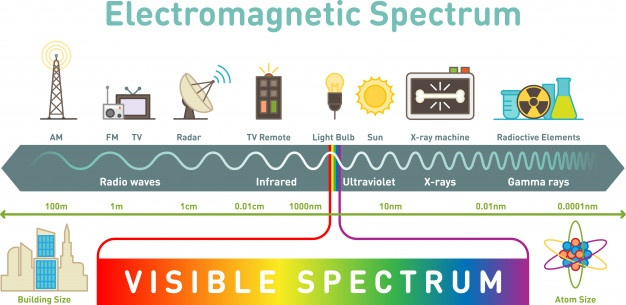 Electromagnetic Spectrum
AM FM TV Radar TV Remote Light Bulb Sun X-ray machine Radioctive Elements
Radio waves Infrared Ultraviolet X-rays Gamma rays
100m 1m 1cm 0.01cm 1000nm 10nm 0.01nm 0.0001nm
Building Size VISIBLE SPECTRUM Atom Size